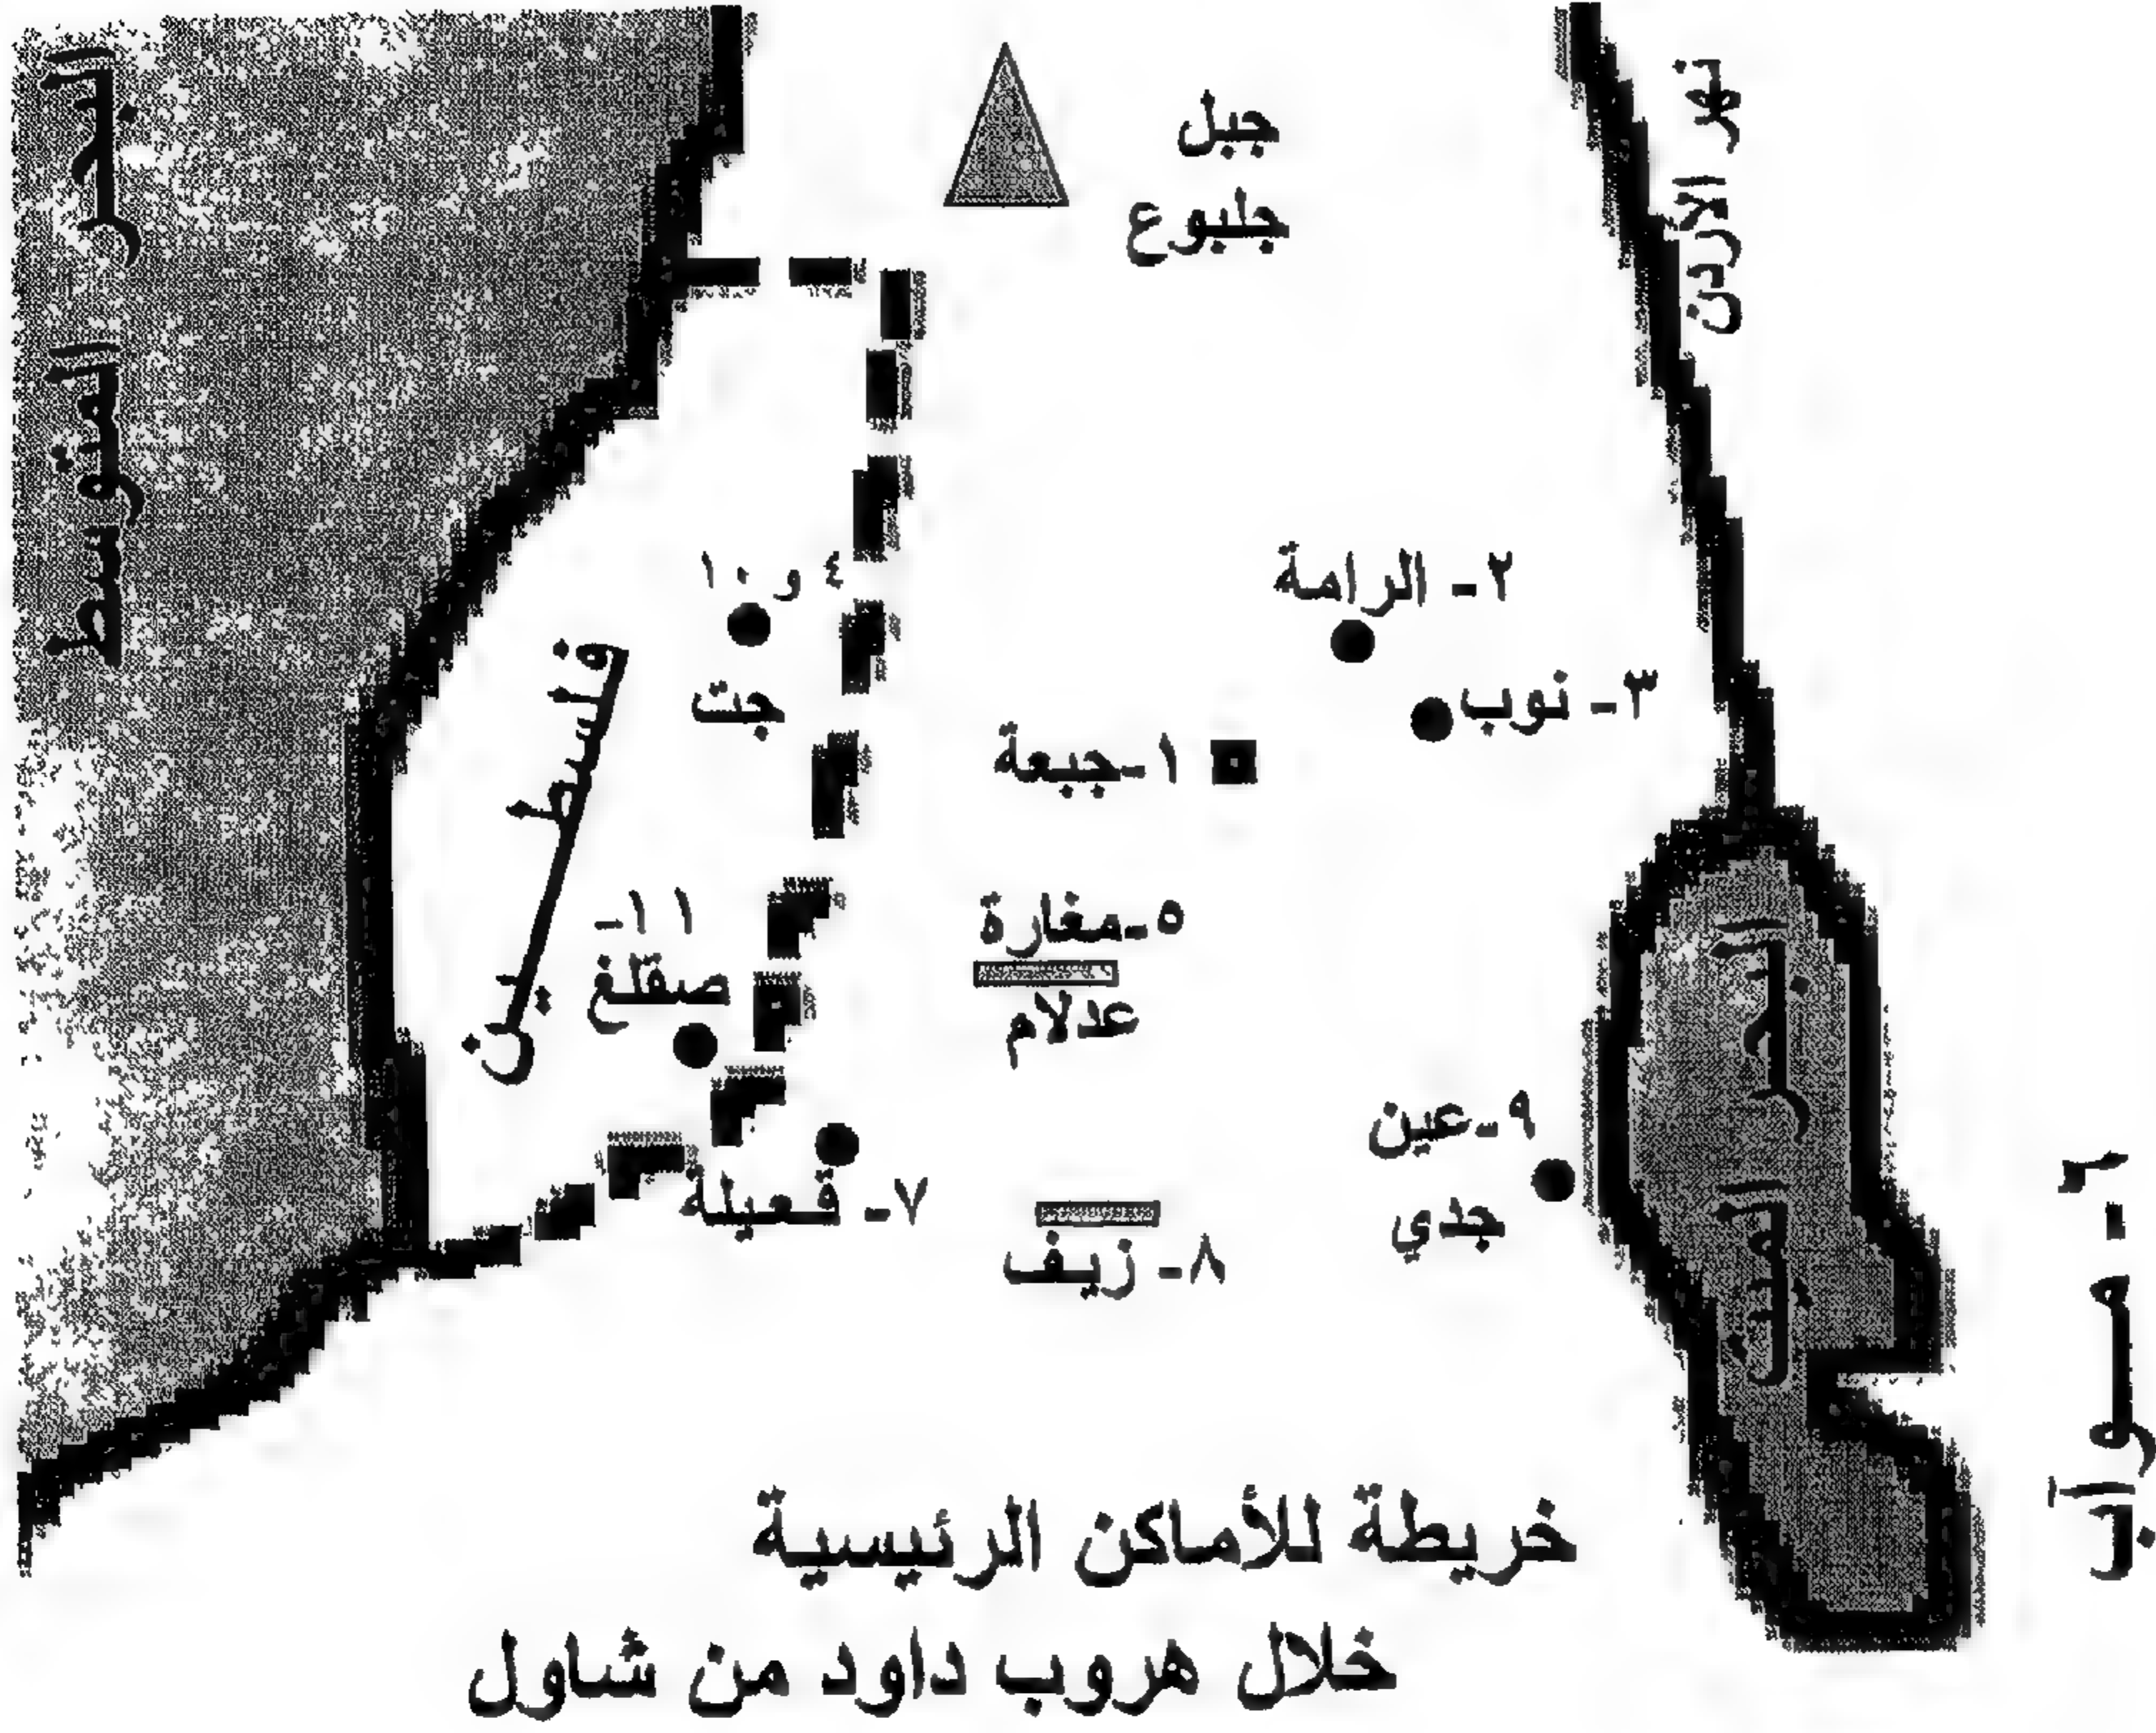 البحر المتوسط
جبل
جلبوع
نهر الأردن
٤ و ١٠
جت
٢- الرامة
٣- نوب
١-جبعة
فلسطين
٥-مغارة
عدلام
١١-
صقلغ
البحر الميت
٩-عين
جدي
٧- قعيلة
٨- زيف
٦- موآب
خريطة للأماكن الرئيسية
خلال هروب داود من شاول